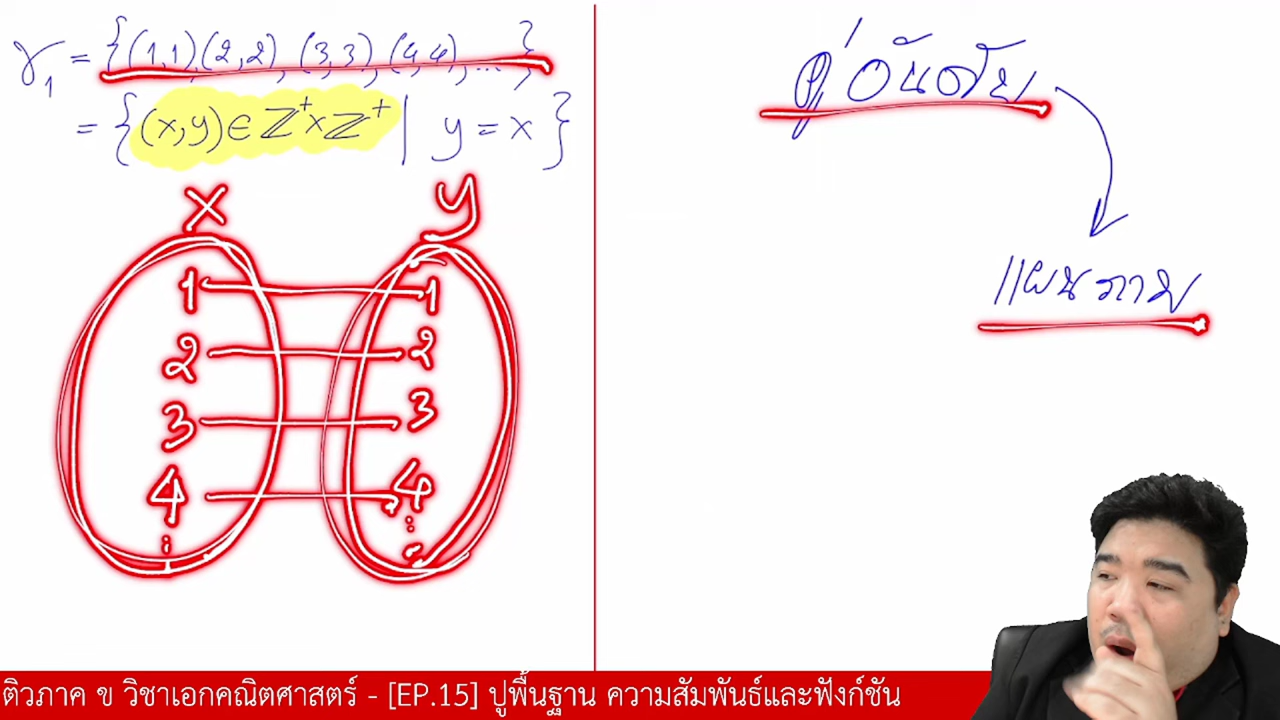 r₁ = {(1,1),(2,2),(3,3),(4,4),...}
= {(x,y)∈ℤ⁺×ℤ⁺ | y = x}
x y
1 1
2 2
3 3
4 4
⋮ ⋮
คู่อันดับ
แผนภาพ
ติวภาค ข วิชาเอกคณิตศาสตร์ - [EP.15] ปูพื้นฐาน ความสัมพันธ์และฟังก์ชัน